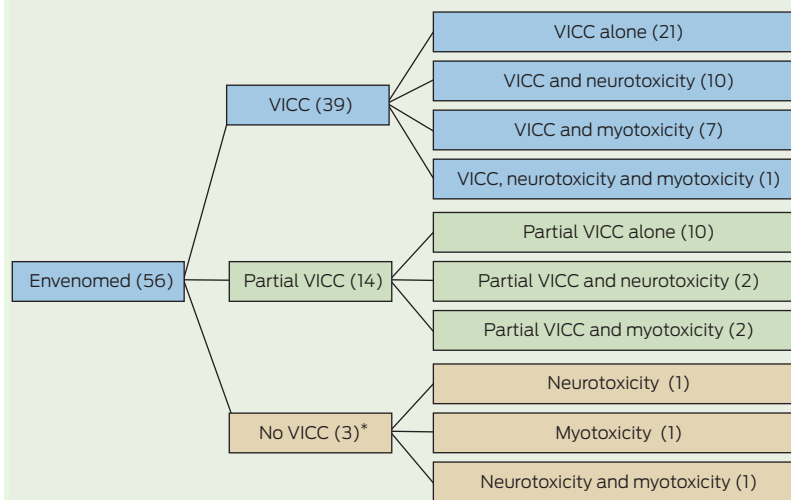 Envenomed (56)
VICC (39)
VICC alone (21)
VICC and neurotoxicity (10)
VICC and myotoxicity (7)
VICC, neurotoxicity and myotoxicity (1)
Partial VICC (14)
Partial VICC alone (10)
Partial VICC and neurotoxicity (2)
Partial VICC and myotoxicity (2)
No VICC (3)*
Neurotoxicity (1)
Myotoxicity (1)
Neurotoxicity and myotoxicity (1)